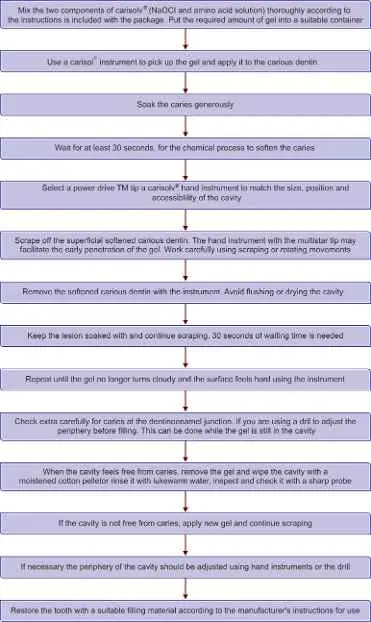 Mix the two components of carisolv® (NaOCl and amino acid solution) thoroughly according to
the instructions is included with the package. Put the required amount of gel into a suitable container
Use a carisol® instrument to pick up the gel and apply it to the carious dentin
Soak the caries generously
Wait for at least 30 seconds, for the chemical process to soften the caries
Select a power drive TM tip a carisolv® hand instrument to match the size, position and
accessibility of the cavity
Scrape off the superficial softened carious dentin. The hand instrument with the multistar tip may
facilitate the early penetration of the gel. Work carefully using scraping or rotating movements
Remove the softened carious dentin with the instrument. Avoid flushing or drying the cavity
Keep the lesion soaked with and continue scraping, 30 seconds of waiting time is needed
Repeat until the gel no longer turns cloudy and the surface feels hard using the instrument
Check extra carefully for caries at the dentinoenamel junction. If you are using a dril to adjust the
periphery before filling. This can be done while the gel is still in the cavity
When the cavity feels free from caries, remove the gel and wipe the cavity with a
moistened cotton pelletor rinse it with lukewarm water, inspect and check it with a sharp probe
If the cavity is not free from caries, apply new gel and continue scraping
If necessary the periphery of the cavity should be adjusted using hand instruments or the drill
Restore the tooth with a suitable filling material according to the manufacturer's instructions for use